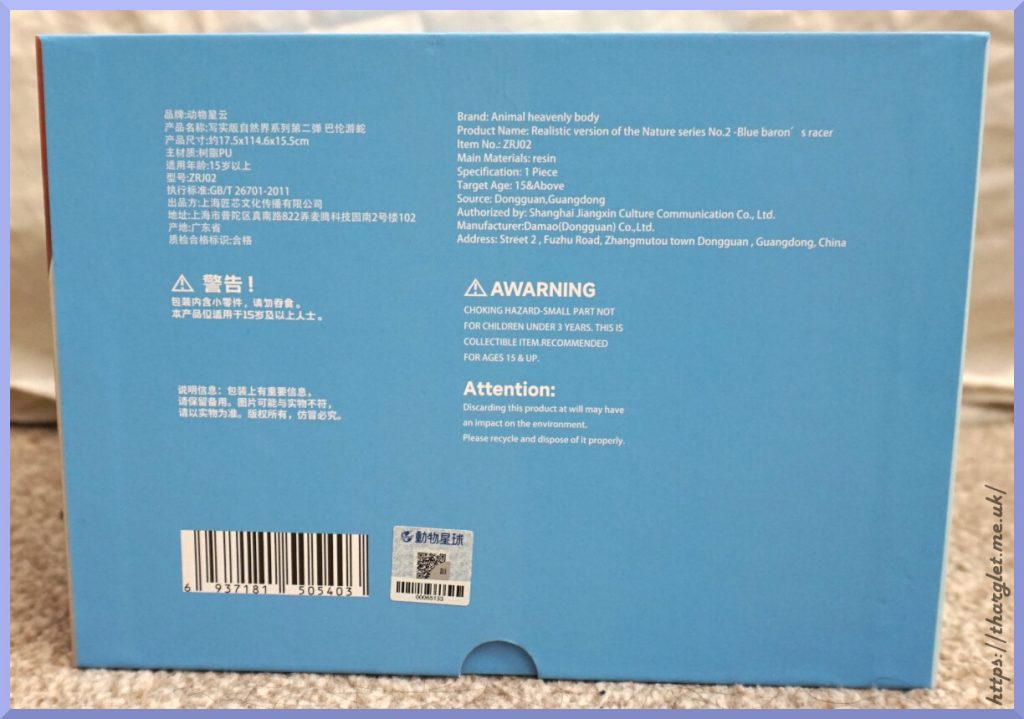 品牌:动物星云
产品名称:写实版自然界系列第二弹 巴伦游蛇
产品尺寸:约17.5x114.6x15.5cm
主材质:树脂PU
适用年龄:15岁以上
型号:ZRJ02
执行标准:GB/T 26701-2011
出品方:上海匠芯文化传播有限公司
地址:上海市普陀区真南路822弄麦腾科技园南2号楼102
产地:广东省
质检合格标识:合格
警告！
包装内含小零件，请勿吞食。
本产品仅适用于15岁及以上人士。
说明信息：包装上有重要信息，
请保留备用。图片可能与实物不符，
请以实物为准。版权所有，仿冒必究。
Brand: Animal heavenly body
Product Name: Realistic version of the Nature series No.2 -Blue baron′s racer
Item No.: ZRJ02
Main Materials: resin
Specification: 1 Piece
Target Age: 15&Above
Source: Dongguan,Guangdong
Authorized by: Shanghai Jiangxin Culture Communication Co., Ltd.
Manufacturer:Damao(Dongguan) Co.,Ltd.
Address: Street 2 , Fuzhu Road, Zhangmutou town Dongguan , Guangdong, China
AWARNING
CHOKING HAZARD-SMALL PART NOT
FOR CHILDREN UNDER 3 YEARS. THIS IS
COLLECTIBLE ITEM.RECOMMENDED
FOR AGES 15 & UP.
Attention:
Discarding this product at will may have
an impact on the environment.
Please recycle and dispose of it properly.
6 937181 505403
動物星球
00065133
https://tharglet.me.uk/